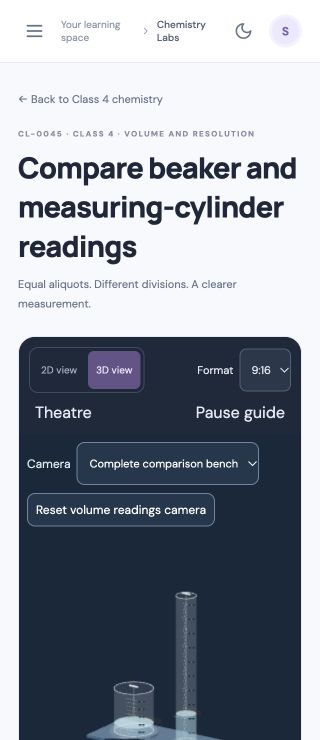 Your learning space
Chemistry Labs
S
← Back to Class 4 chemistry
CL-0045 · CLASS 4 · VOLUME AND RESOLUTION
Compare beaker and
measuring-cylinder
readings
Equal aliquots. Different divisions. A clearer
measurement.
2D view
3D view
Format
9:16
Theatre
Pause guide
Camera
Complete comparison bench
Reset volume readings camera